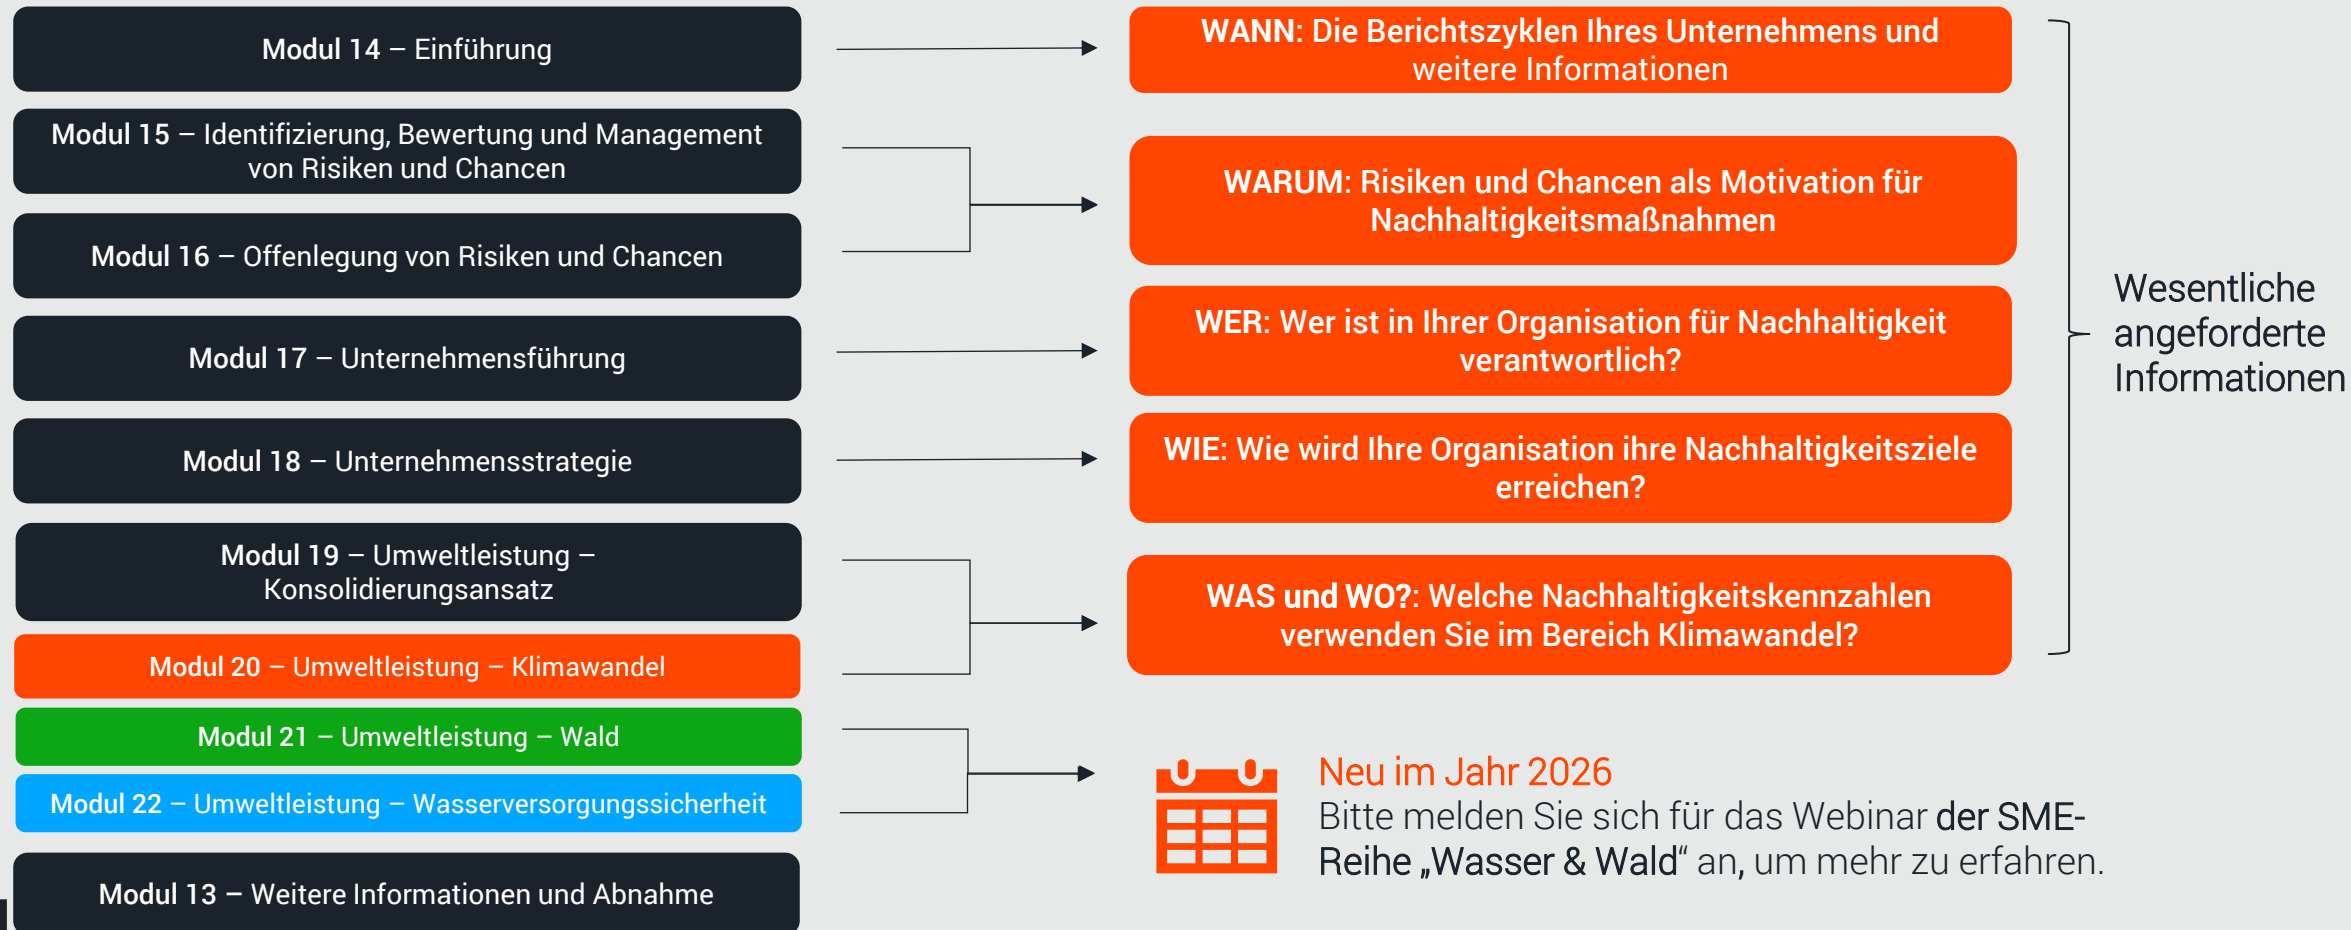 Modul 14 – Einführung
Modul 15 – Identifizierung, Bewertung und Management
von Risiken und Chancen
Modul 16 – Offenlegung von Risiken und Chancen
Modul 17 – Unternehmensführung
Modul 18 – Unternehmensstrategie
Modul 19 – Umweltleistung –
Konsolidierungsansatz
Modul 20 – Umweltleistung – Klimawandel
Modul 21 – Umweltleistung – Wald
Modul 22 – Umweltleistung – Wasserversorgungssicherheit
Modul 13 – Weitere Informationen und Abnahme
WANN: Die Berichtszyklen Ihres Unternehmens und
weitere Informationen
WARUM: Risiken und Chancen als Motivation für
Nachhaltigkeitsmaßnahmen
WER: Wer ist in Ihrer Organisation für Nachhaltigkeit
verantwortlich?
WIE: Wie wird Ihre Organisation ihre Nachhaltigkeitsziele
erreichen?
WAS und WO?: Welche Nachhaltigkeitskennzahlen
verwenden Sie im Bereich Klimawandel?
Neu im Jahr 2026
Bitte melden Sie sich für das Webinar der SME-
Reihe „Wasser & Wald“ an, um mehr zu erfahren.
Wesentliche
angeforderte
Informationen